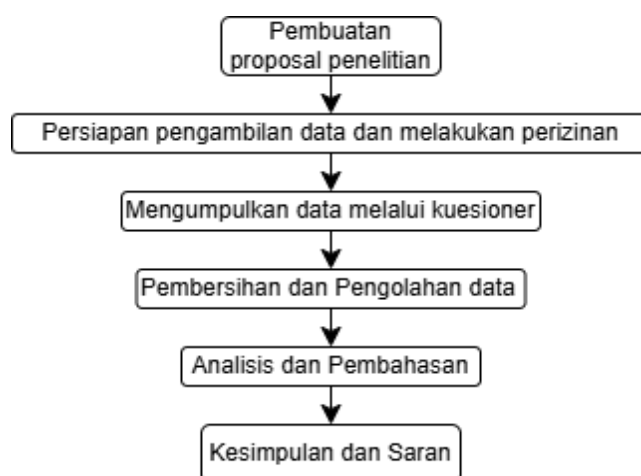 Pembuatan
proposal penelitian
Persiapan pengambilan data dan melakukan perizinan
Mengumpulkan data melalui kuesioner
Pembersihan dan Pengolahan data
Analisis dan Pembahasan
Kesimpulan dan Saran